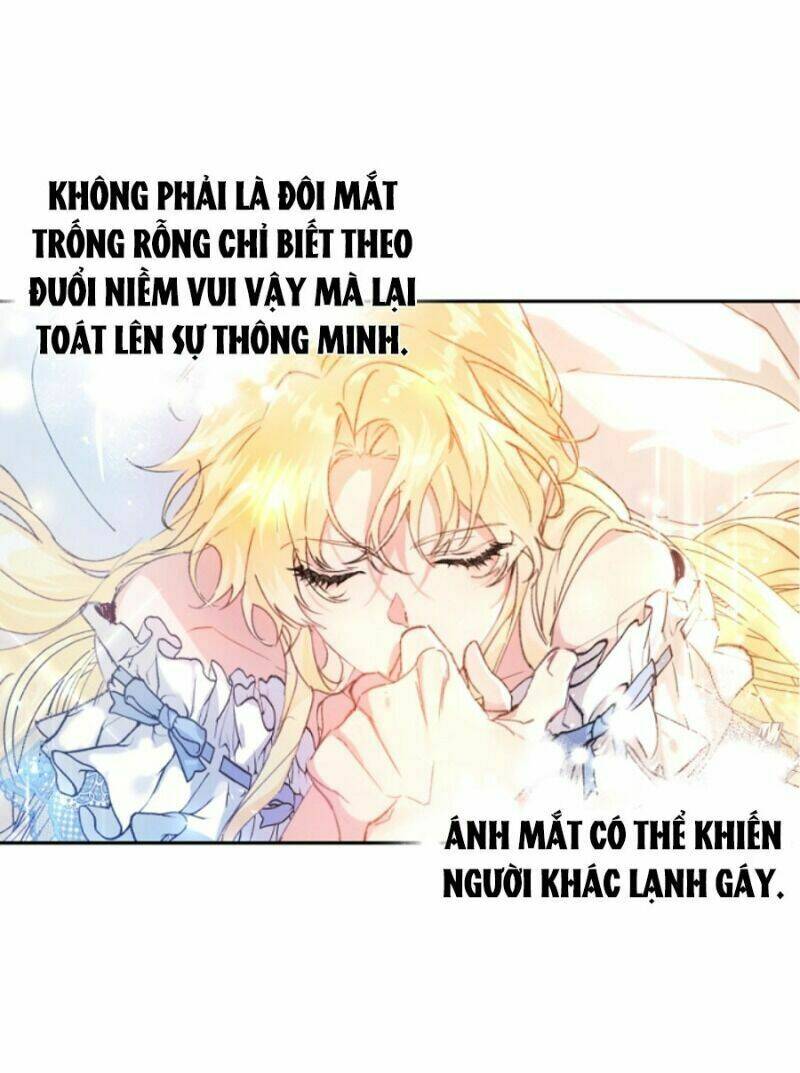 KHÔNG PHẢI LÀ ĐÔI MẮT
TRỐNG RỖNG CHỈ BIẾT THEO
ĐUỔI NIỀM VUI VẬY MÀ LẠI
TOÁT LÊN SỰ THÔNG MINH.
ÁNH MẮT CÓ THỂ KHIẾN
NGƯỜI KHÁC LẠNH GÁY.